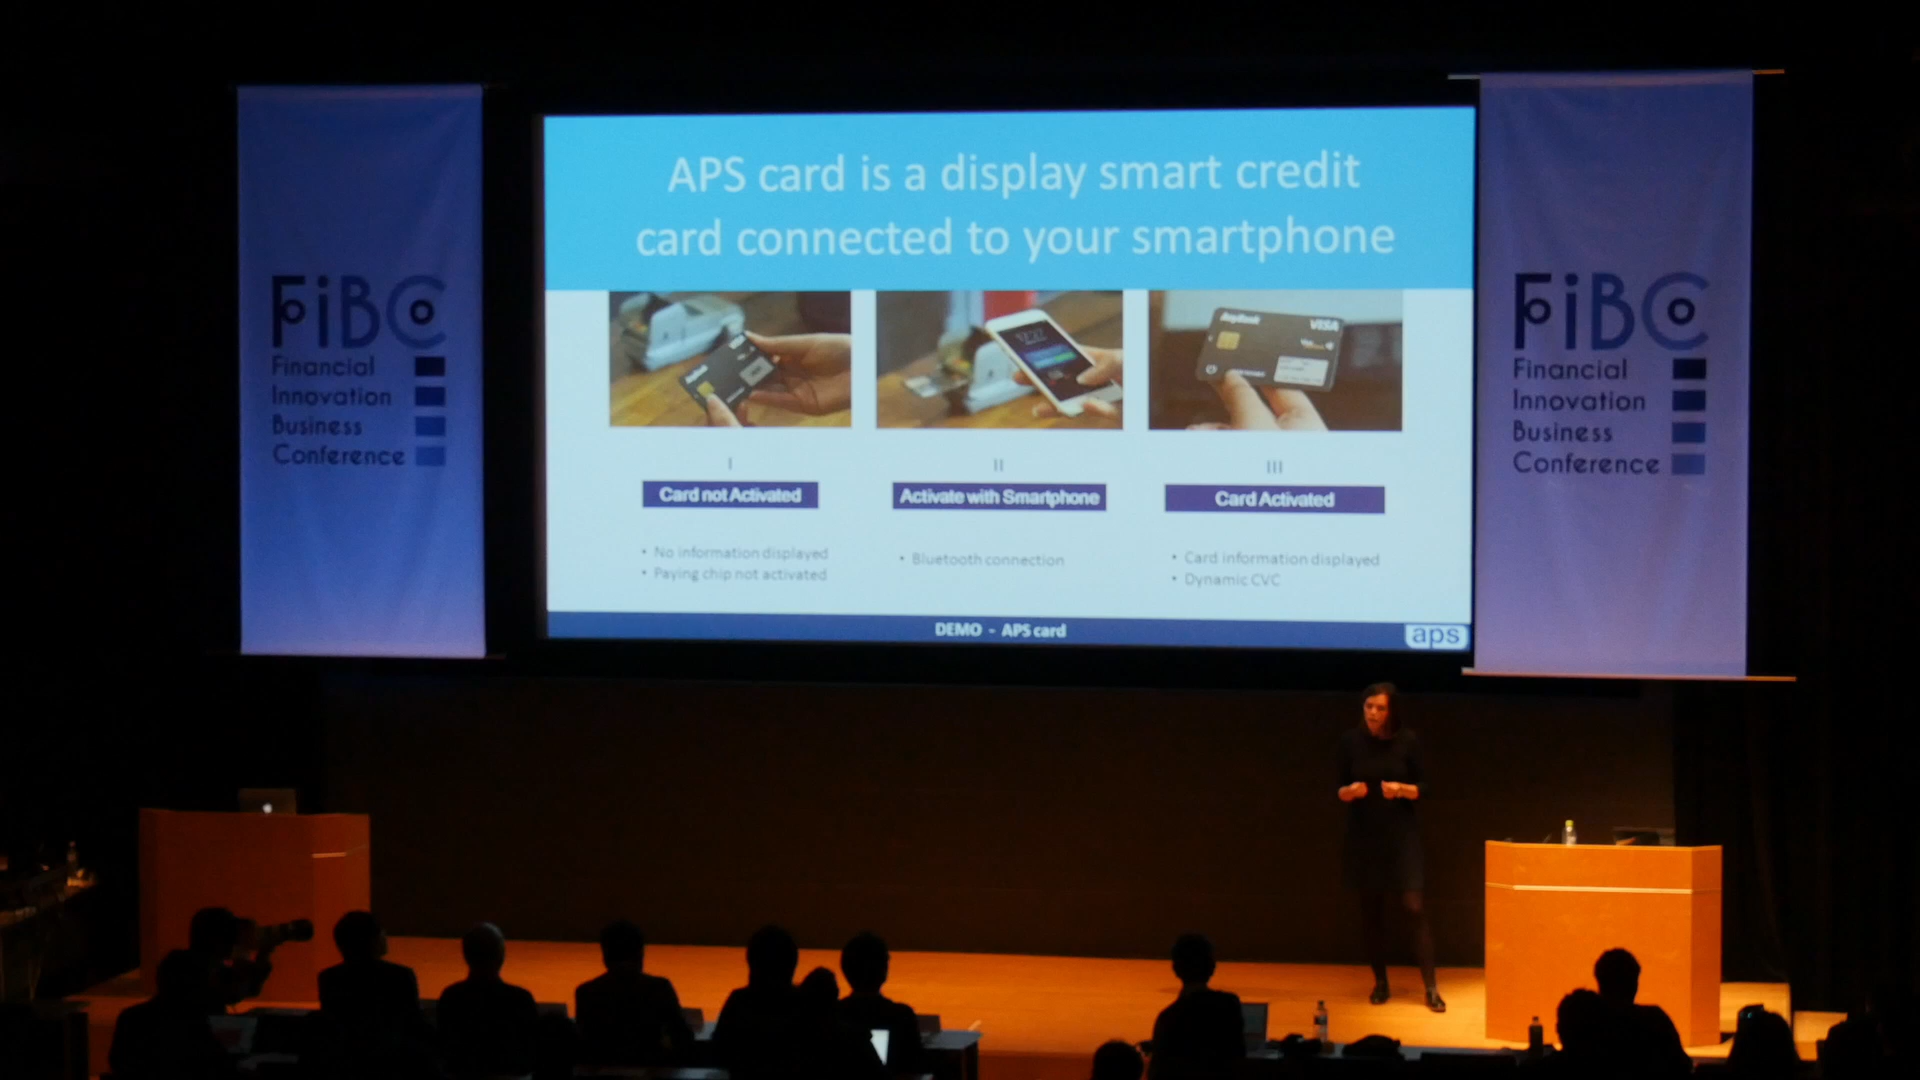 FiBC
Financial
Innovation
Business
Conference
APS card is a display smart credit
card connected to your smartphone
AnyBank
VISA
I
Card not Activated
• No information displayed
• Paying chip not activated
II
Activate with Smartphone
• Bluetooth connection
III
Card Activated
• Card information displayed
• Dynamic CVC
DEMO - APS card
aps
FiBC
Financial
Innovation
Business
Conference